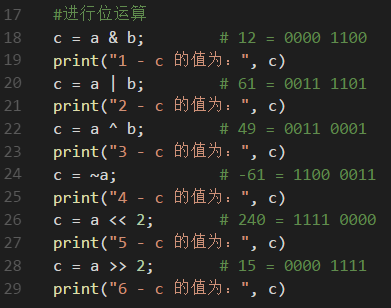 17 #进行位运算
18 c = a & b; # 12 = 0000 1100
19 print("1 - c 的值为：", c)
20 c = a | b; # 61 = 0011 1101
21 print("2 - c 的值为：", c)
22 c = a ^ b; # 49 = 0011 0001
23 print("3 - c 的值为：", c)
24 c = ~a; # -61 = 1100 0011
25 print("4 - c 的值为：", c)
26 c = a << 2; # 240 = 1111 0000
27 print("5 - c 的值为：", c)
28 c = a >> 2; # 15 = 0000 1111
29 print("6 - c 的值为：", c)